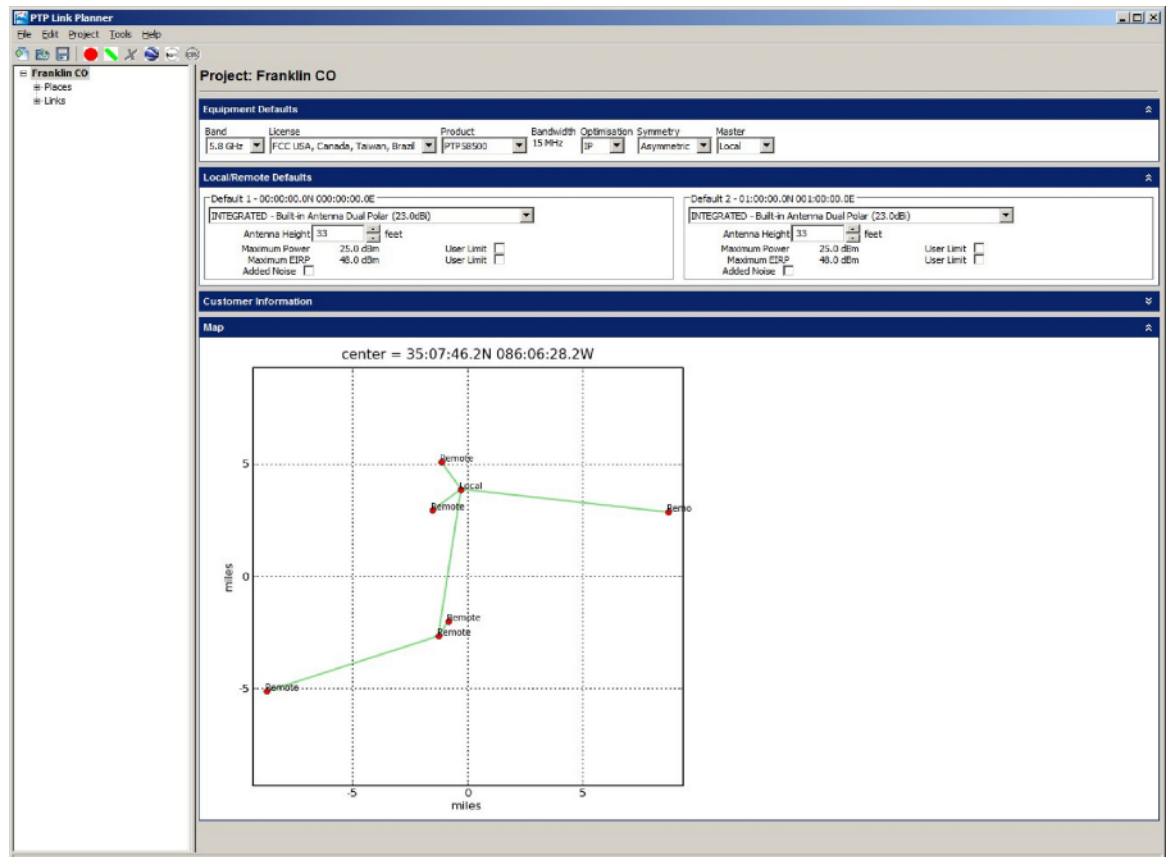 PTP Link Planner
File Edit Project Tools Help
Franklin CO
Places
Links
Project: Franklin CO
Equipment Defaults
Band License Product Bandwidth Optimisation Symmetry Master
5.8 GHz FCC USA, Canada, Taiwan, Brazil PTP58500 15 MHz IP Asymmetric Local
Local/Remote Defaults
Default 1 - 00:00:00.0N 000:00:00.0E
INTEGRATED - Built-in Antenna Dual Polar (23.0dBi)
Antenna Height 33 feet
Maximum Power 25.0 dBm User Limit
Maximum EIRP 48.0 dBm User Limit
Added Noise
Default 2 - 01:00:00.0N 001:00:00.0E
INTEGRATED - Built-in Antenna Dual Polar (23.0dBi)
Antenna Height 33 feet
Maximum Power 25.0 dBm User Limit
Maximum EIRP 48.0 dBm User Limit
Added Noise
Customer Information
Map
center = 35:07:46.2N 086:06:28.2W
Remote
5
Local
Remote
Remo
miles
0
Remote
Remote
-5
Remote
-5 0 5
miles